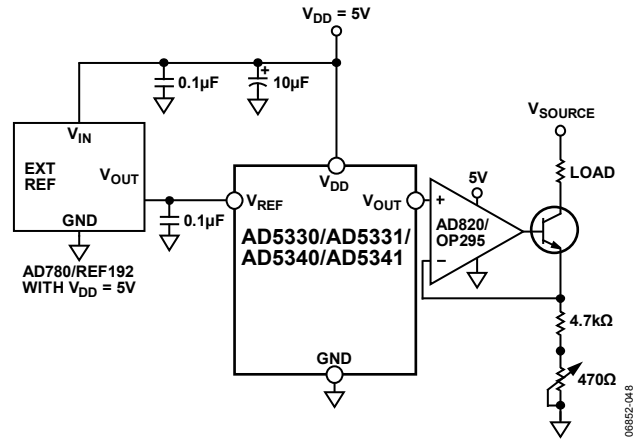 V_DD = 5V
0.1µF
10µF
V_SOURCE
V_IN
EXT
REF
V_OUT
GND
AD780/REF192
WITH V_DD = 5V
0.1µF
V_REF
V_DD
V_OUT
AD5330/AD5331/
AD5340/AD5341
GND
5V
+
AD820/
OP295
–
LOAD
4.7kΩ
470Ω
06852-048